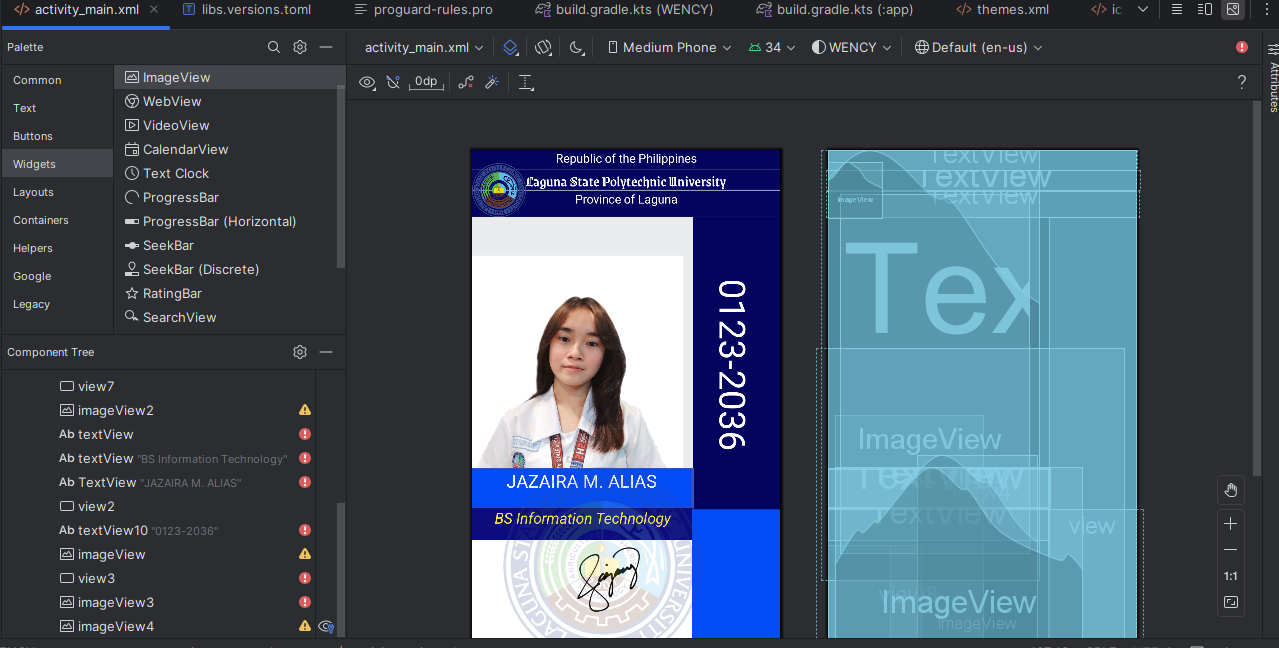 activity_main.xml
libs.versions.toml
proguard-rules.pro
build.gradle.kts (WENCY)
build.gradle.kts (:app)
themes.xml
ic
Palette
activity_main.xml
Medium Phone
34
WENCY
Default (en-us)
Attributes
0dp
?
Common
Text
Buttons
Widgets
Layouts
Containers
Helpers
Google
Legacy
ImageView
WebView
VideoView
CalendarView
Text Clock
ProgressBar
ProgressBar (Horizontal)
SeekBar
SeekBar (Discrete)
RatingBar
SearchView
Component Tree
view7
imageView2
Ab textView
Ab textView "BS Information Technology"
Ab TextView "JAZAIRA M. ALIAS"
view2
Ab textView10 "0123-2036"
imageView
view3
imageView3
imageView4
Republic of the Philippines
Laguna State Polytechnic University
Province of Laguna
0123-2036
JAZAIRA M. ALIAS
BS Information Technology
TextView
TextView
TextView
ImageView
Tex
ImageView
TextView
TextView
view
view8
ImageView
ImageView
1:1